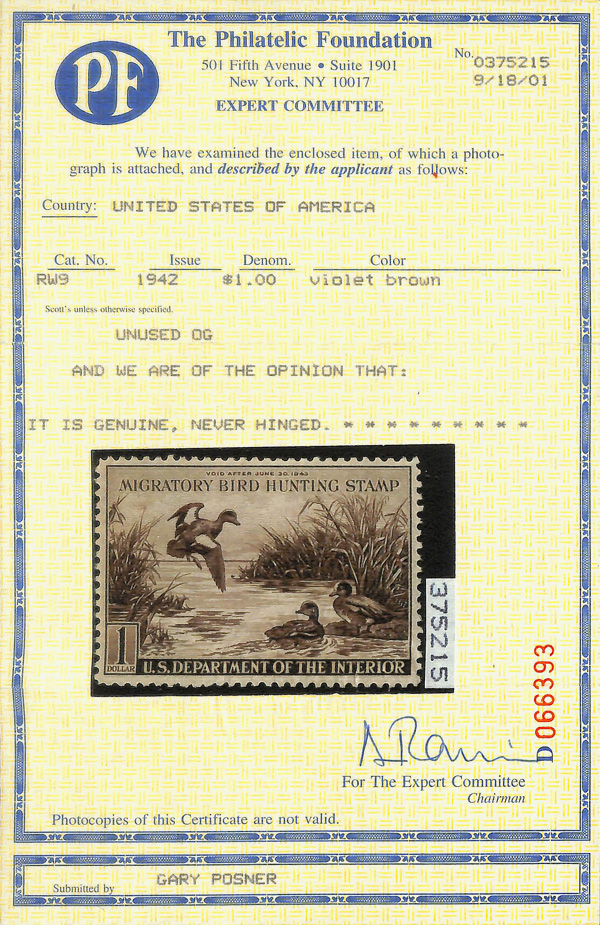 PF
The Philatelic Foundation
501 Fifth Avenue • Suite 1901
New York, NY 10017
EXPERT COMMITTEE
No. 0375215
9/18/01
We have examined the enclosed item, of which a photo-
graph is attached, and described by the applicant as follows:
Country: UNITED STATES OF AMERICA
Cat. No. Issue Denom. Color
RW9 1942 $1.00 violet brown
Scott's unless otherwise specified.
UNUSED OG
AND WE ARE OF THE OPINION THAT:
IT IS GENUINE, NEVER HINGED. * * * * * * * * *
VOID AFTER JUNE 30, 1943
MIGRATORY BIRD HUNTING STAMP
1
DOLLAR
U.S. DEPARTMENT OF THE INTERIOR
375215
D 066393
For The Expert Committee
Chairman
Photocopies of this Certificate are not valid.
Submitted by GARY POSNER